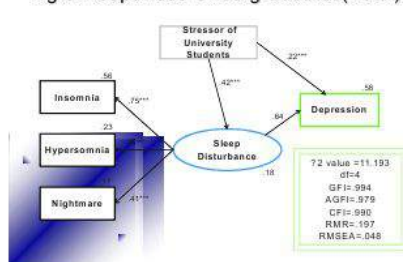 Stressor of
University
Students
.22***
.56
.42***
.58
Insomnia
.75***
Depression
.64
.23
Hypersomnia
Sleep
Disturbance
.18
Nightmare
.41***
?2 value =11.193
df=4
GFI=.994
AGFI=.979
CFI=.990
RMR=.197
RMSEA=.048